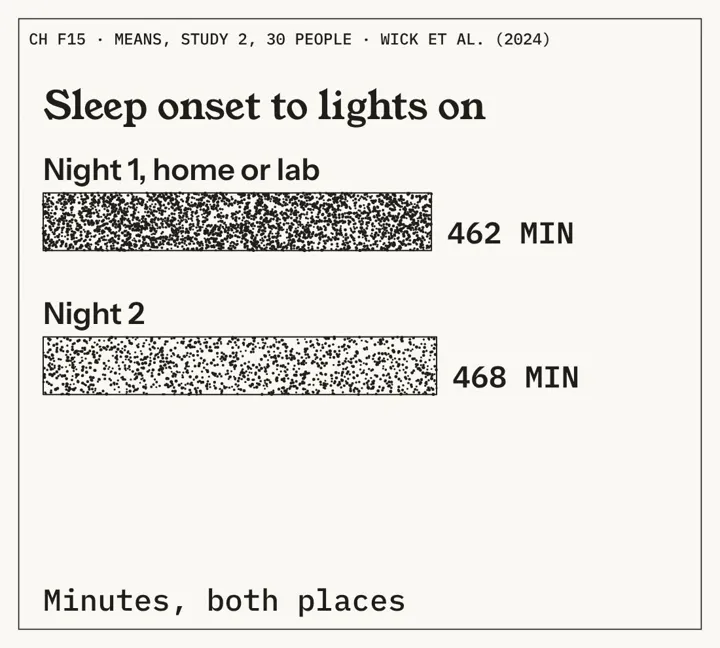 CH F15 · MEANS, STUDY 2, 30 PEOPLE · WICK ET AL. (2024)
Sleep onset to lights on
Night 1, home or lab
462 MIN
Night 2
468 MIN
Minutes, both places